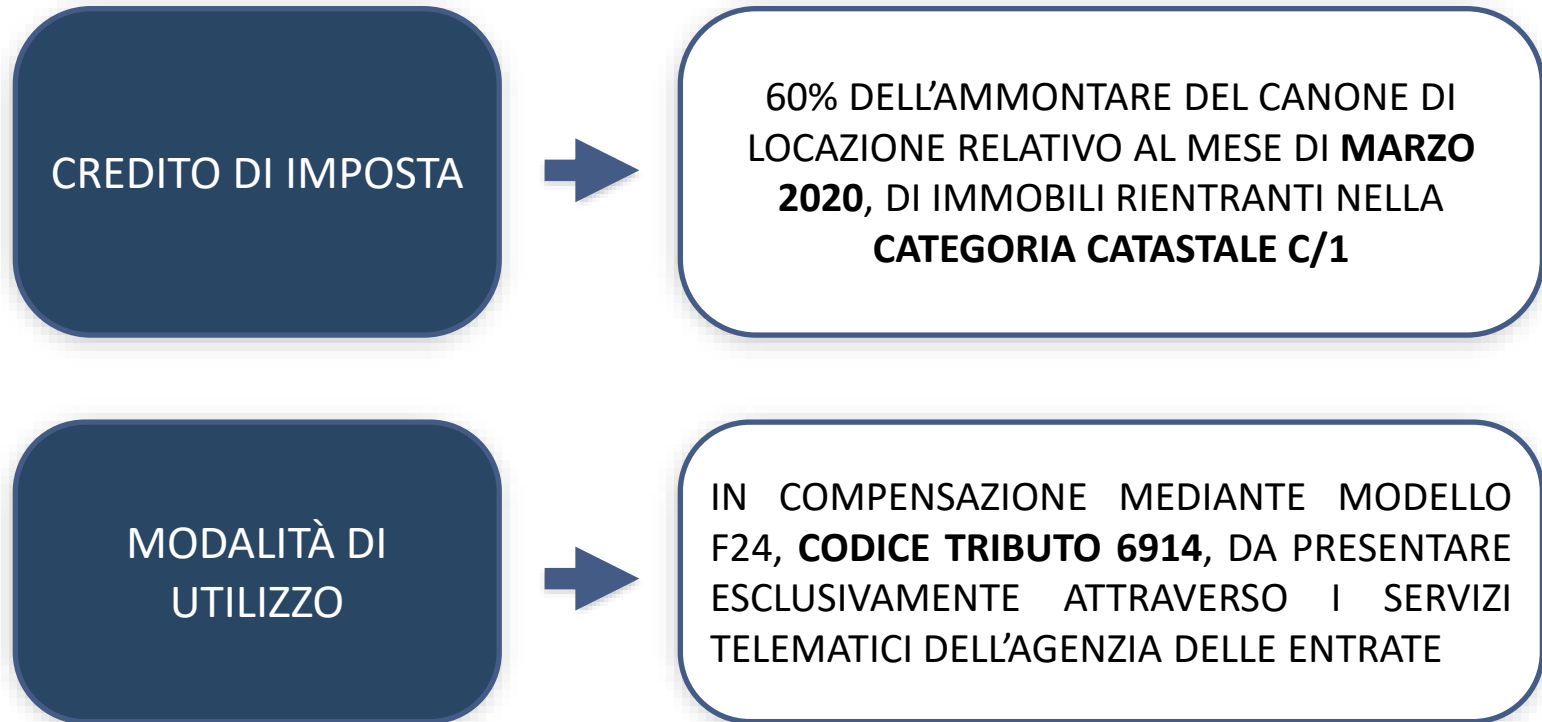 CREDITO DI IMPOSTA
60% DELL’AMMONTARE DEL CANONE DI
LOCAZIONE RELATIVO AL MESE DI MARZO
2020, DI IMMOBILI RIENTRANTI NELLA
CATEGORIA CATASTALE C/1
MODALITÀ DI
UTILIZZO
IN COMPENSAZIONE MEDIANTE MODELLO
F24, CODICE TRIBUTO 6914, DA PRESENTARE
ESCLUSIVAMENTE ATTRAVERSO I SERVIZI
TELEMATICI DELL’AGENZIA DELLE ENTRATE